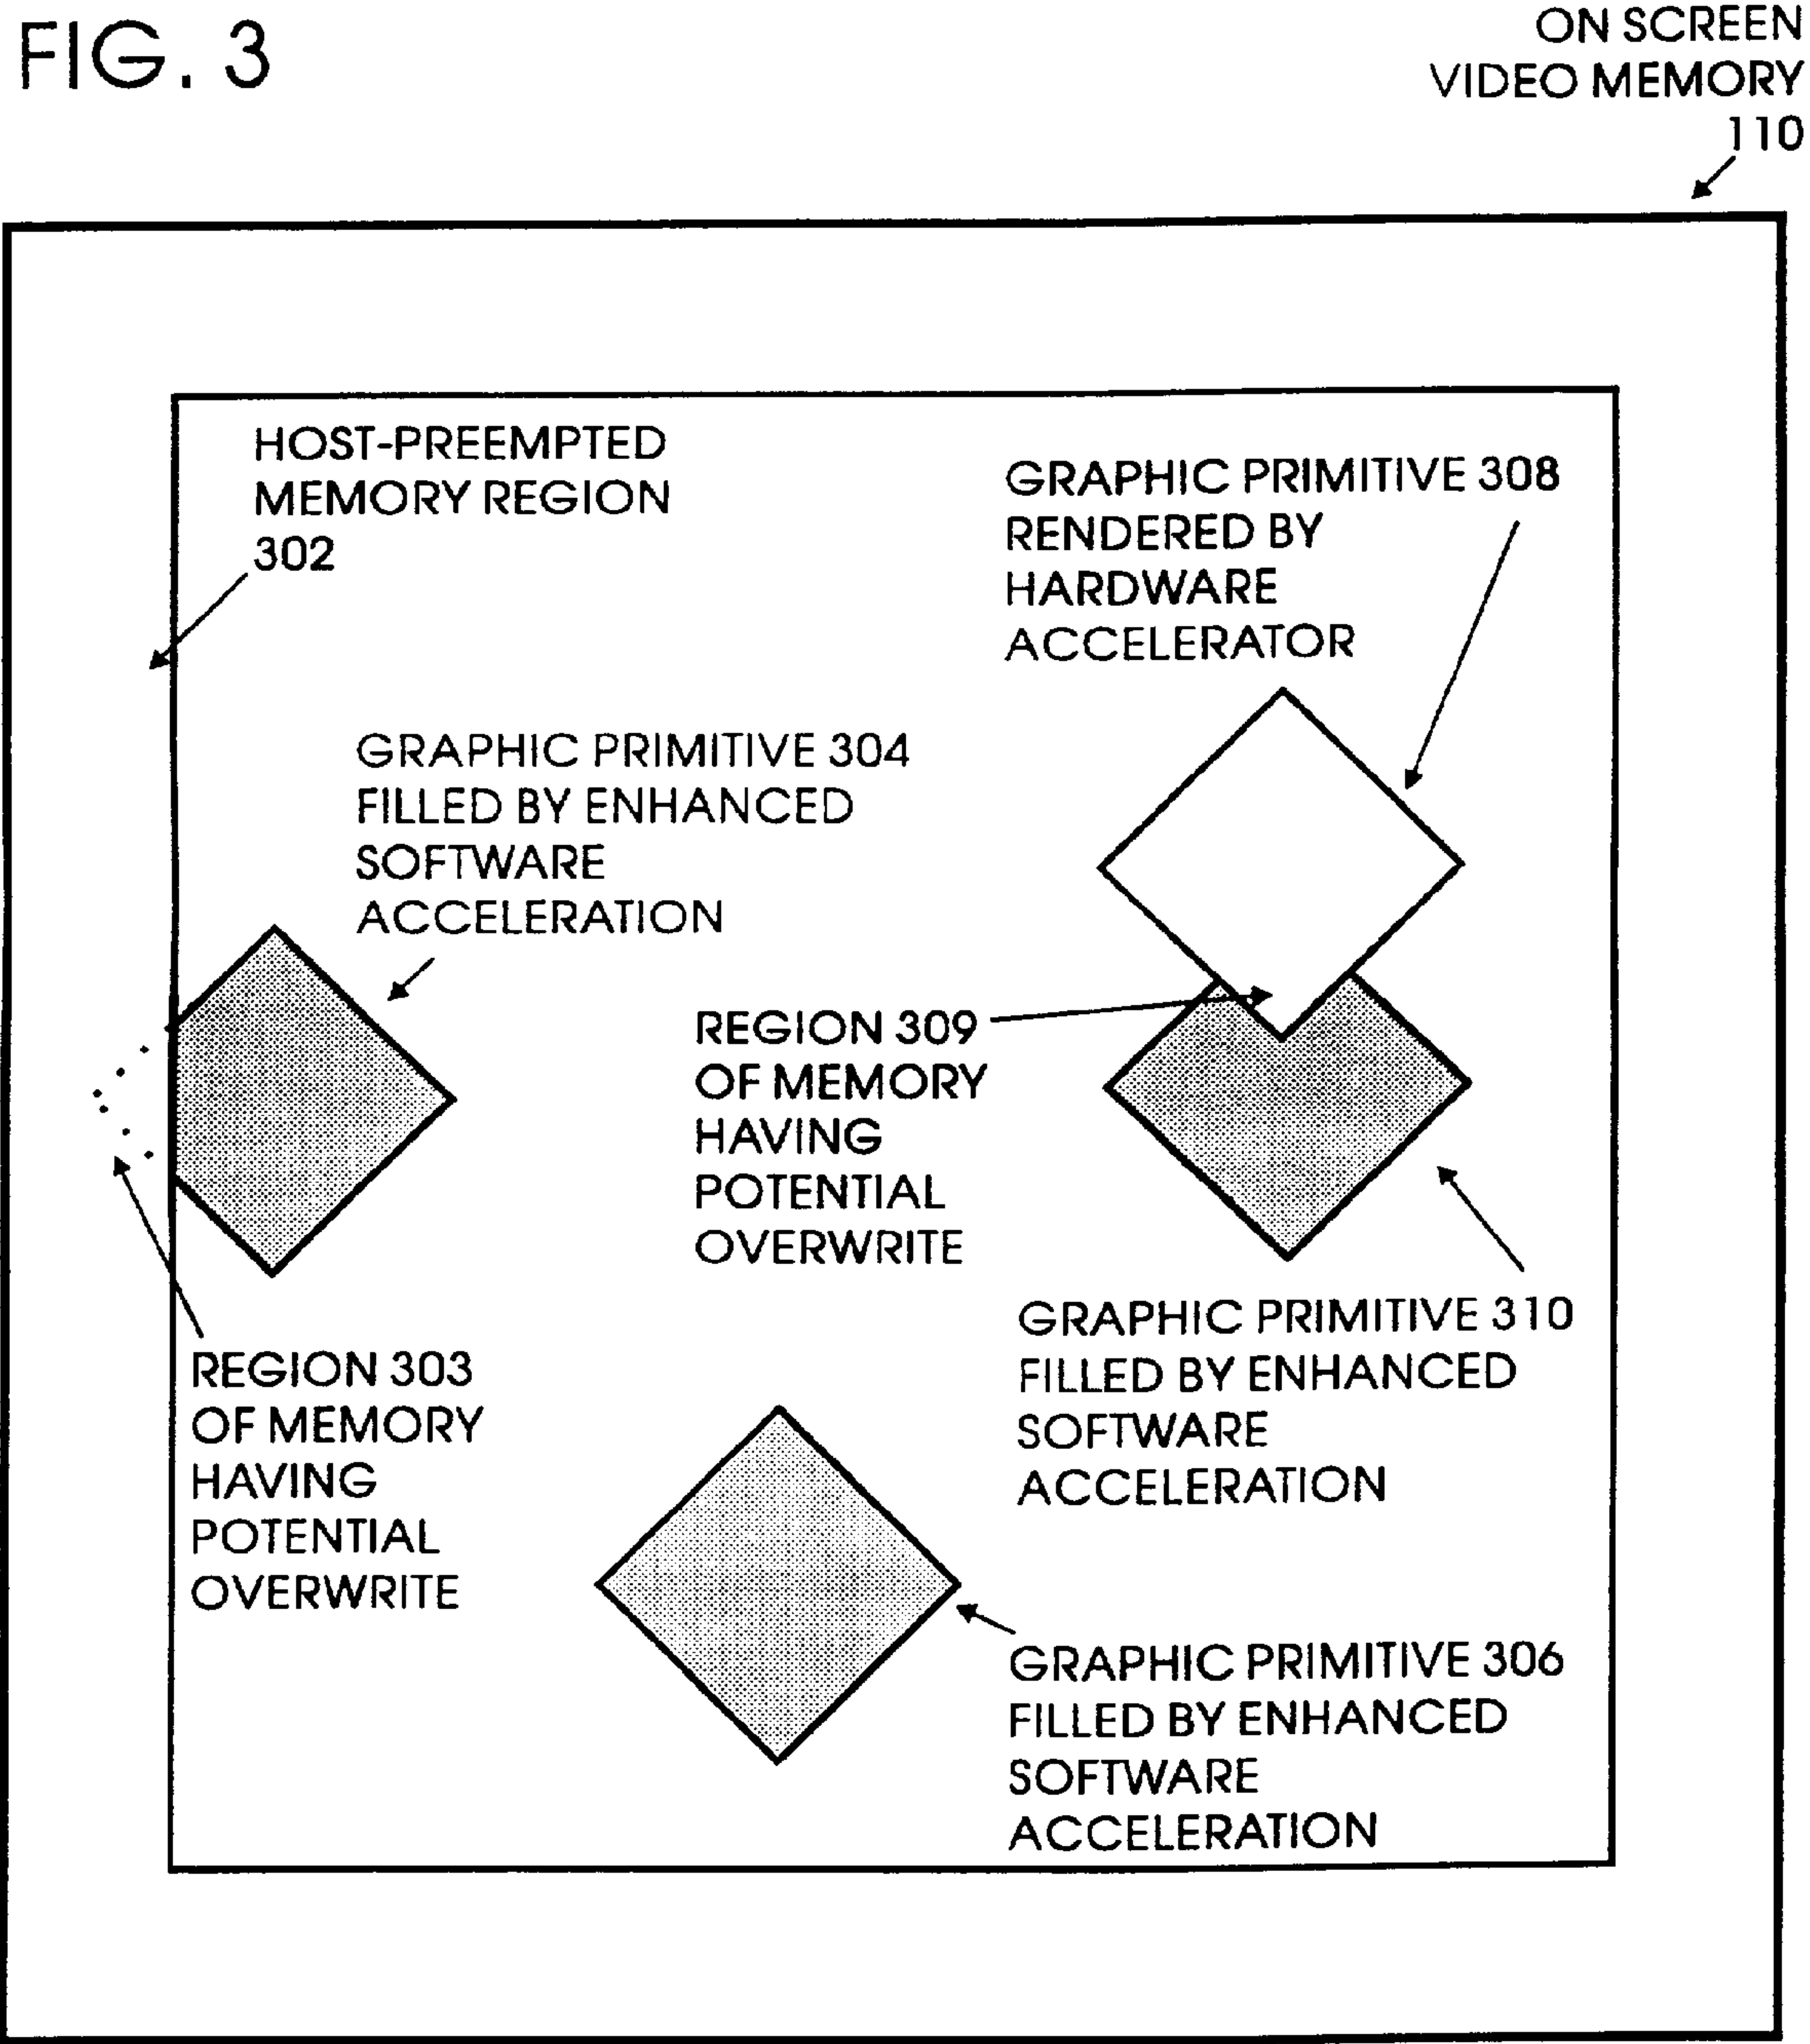 FIG. 3
ON SCREEN
VIDEO MEMORY
110
HOST-PREEMPTED
MEMORY REGION
302
GRAPHIC PRIMITIVE 308
RENDERED BY
HARDWARE
ACCELERATOR
GRAPHIC PRIMITIVE 304
FILLED BY ENHANCED
SOFTWARE
ACCELERATION
REGION 309
OF MEMORY
HAVING
POTENTIAL
OVERWRITE
GRAPHIC PRIMITIVE 310
FILLED BY ENHANCED
SOFTWARE
ACCELERATION
REGION 303
OF MEMORY
HAVING
POTENTIAL
OVERWRITE
GRAPHIC PRIMITIVE 306
FILLED BY ENHANCED
SOFTWARE
ACCELERATION